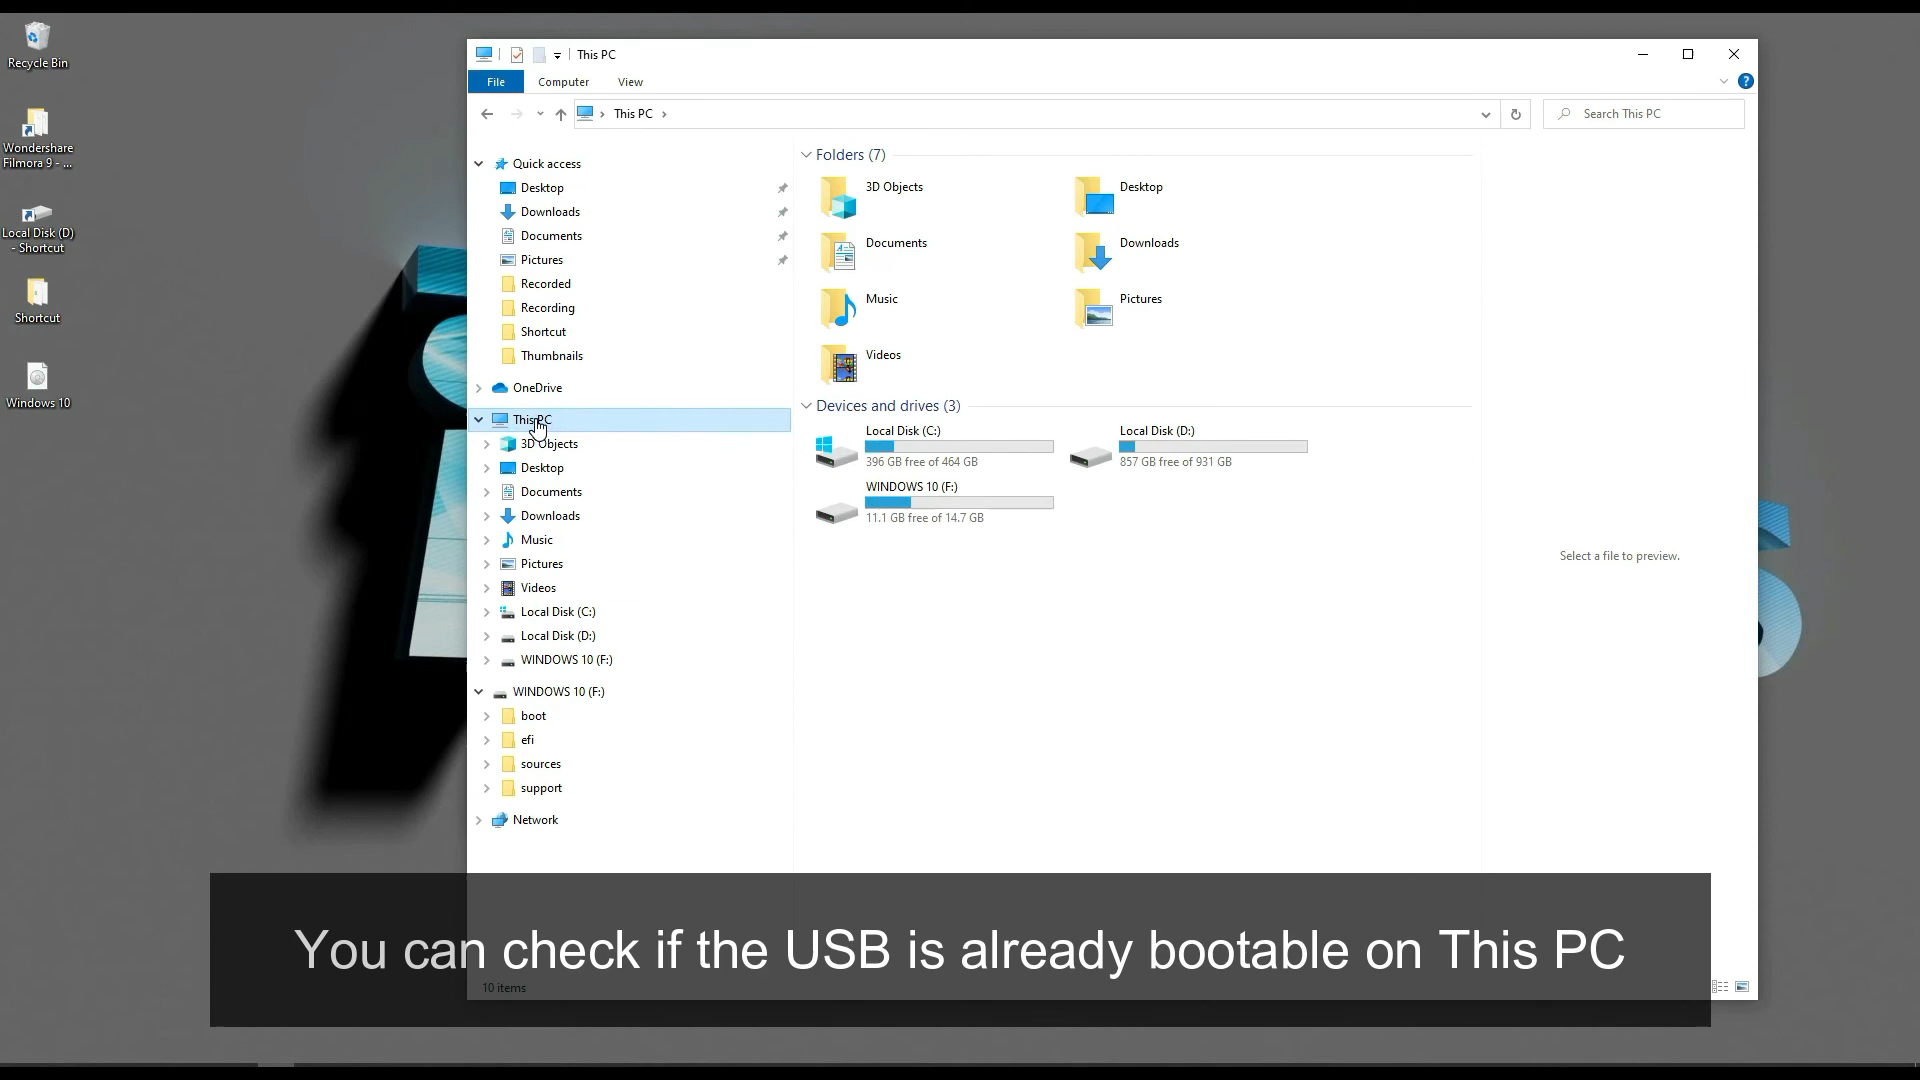 Recycle Bin
Wondershare
Filmora 9 - ...
Local Disk (D)
- Shortcut
Shortcut
Windows 10
This PC
File
Computer
View
?
This PC
Search This PC
Quick access
Desktop
Downloads
Documents
Pictures
Recorded
Recording
Shortcut
Thumbnails
OneDrive
This PC
3D Objects
Desktop
Documents
Downloads
Music
Pictures
Videos
Local Disk (C:)
Local Disk (D:)
WINDOWS 10 (F:)
WINDOWS 10 (F:)
boot
efi
sources
support
Network
Folders (7)
3D Objects
Desktop
Documents
Downloads
Music
Pictures
Videos
Devices and drives (3)
Local Disk (C:)
396 GB free of 464 GB
Local Disk (D:)
857 GB free of 931 GB
WINDOWS 10 (F:)
11.1 GB free of 14.7 GB
Select a file to preview.
You can check if the USB is already bootable on This PC
10 items